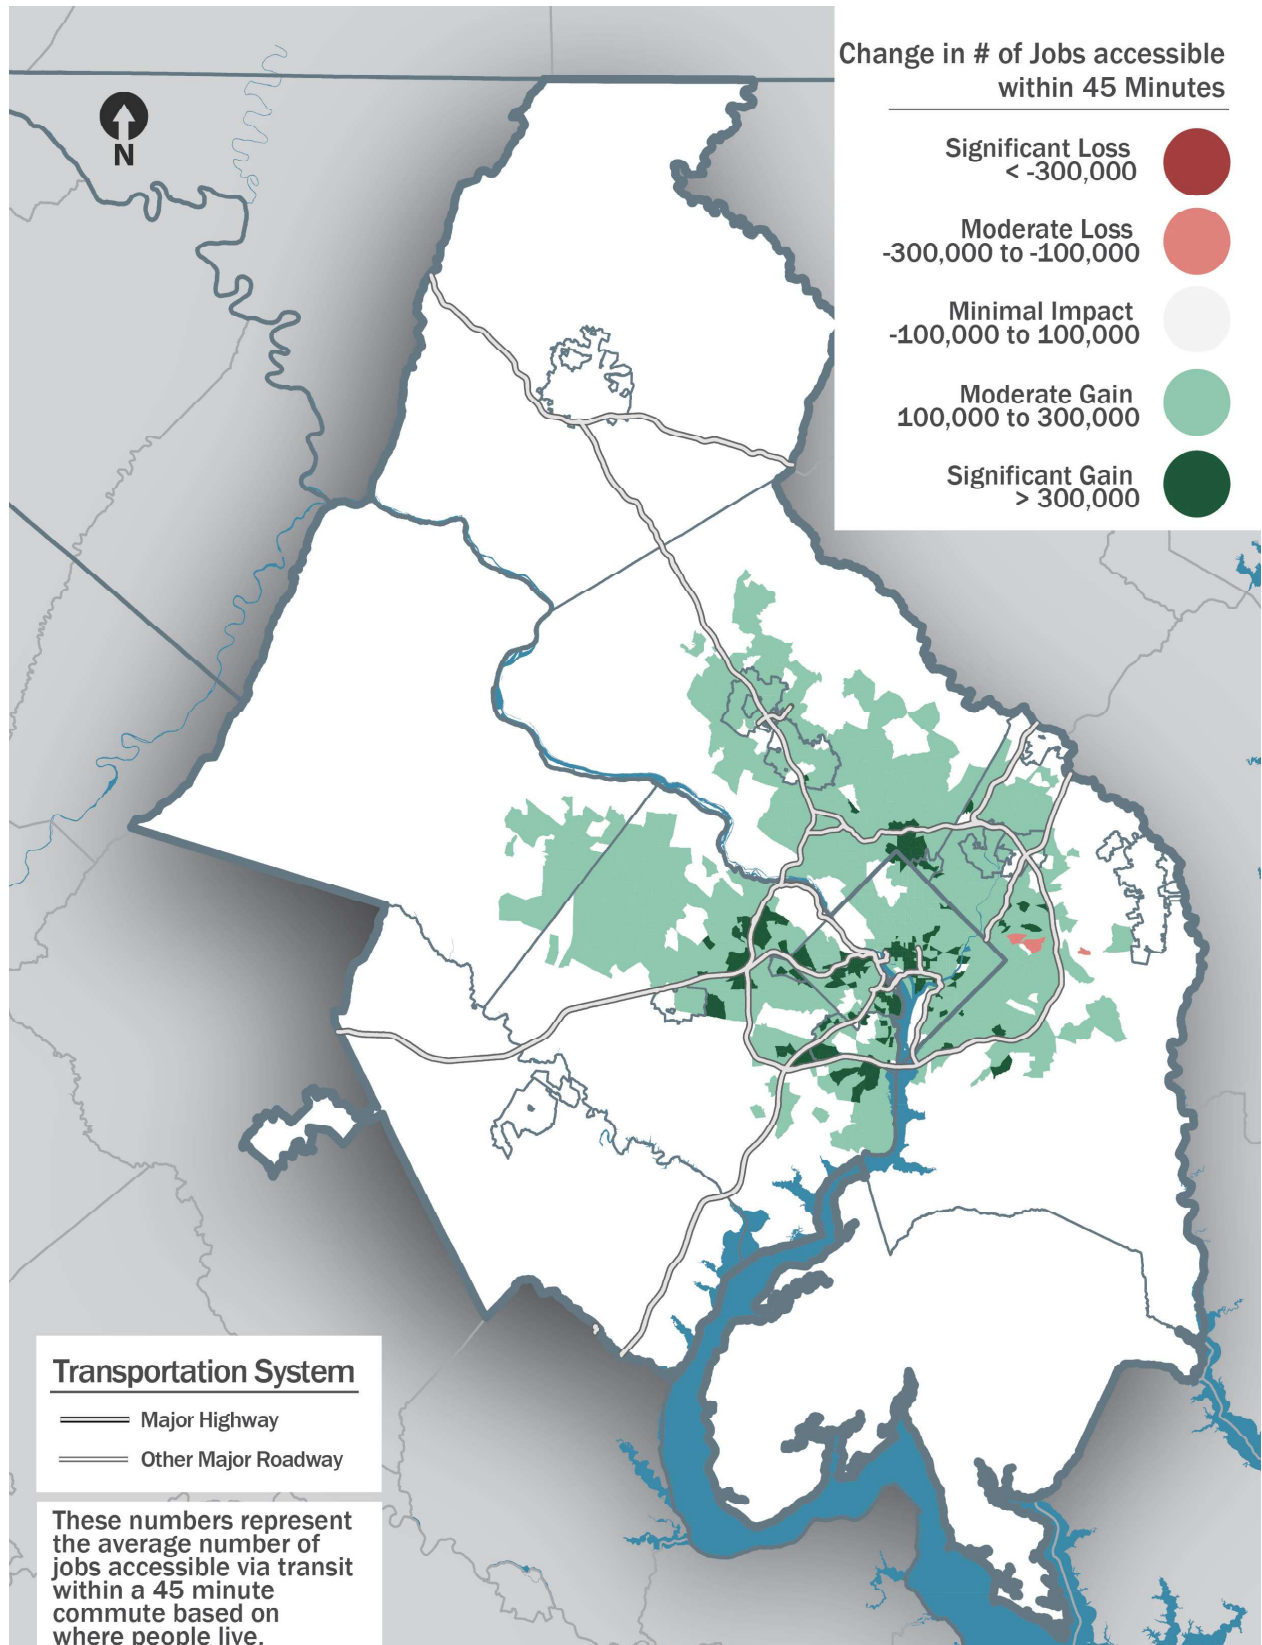 Change in # of Jobs accessible
within 45 Minutes
Significant Loss
< -300,000
Moderate Loss
-300,000 to -100,000
Minimal Impact
-100,000 to 100,000
Moderate Gain
100,000 to 300,000
Significant Gain
> 300,000
N
Transportation System
Major Highway
Other Major Roadway
These numbers represent
the average number of
jobs accessible via transit
within a 45 minute
commute based on
where people live.